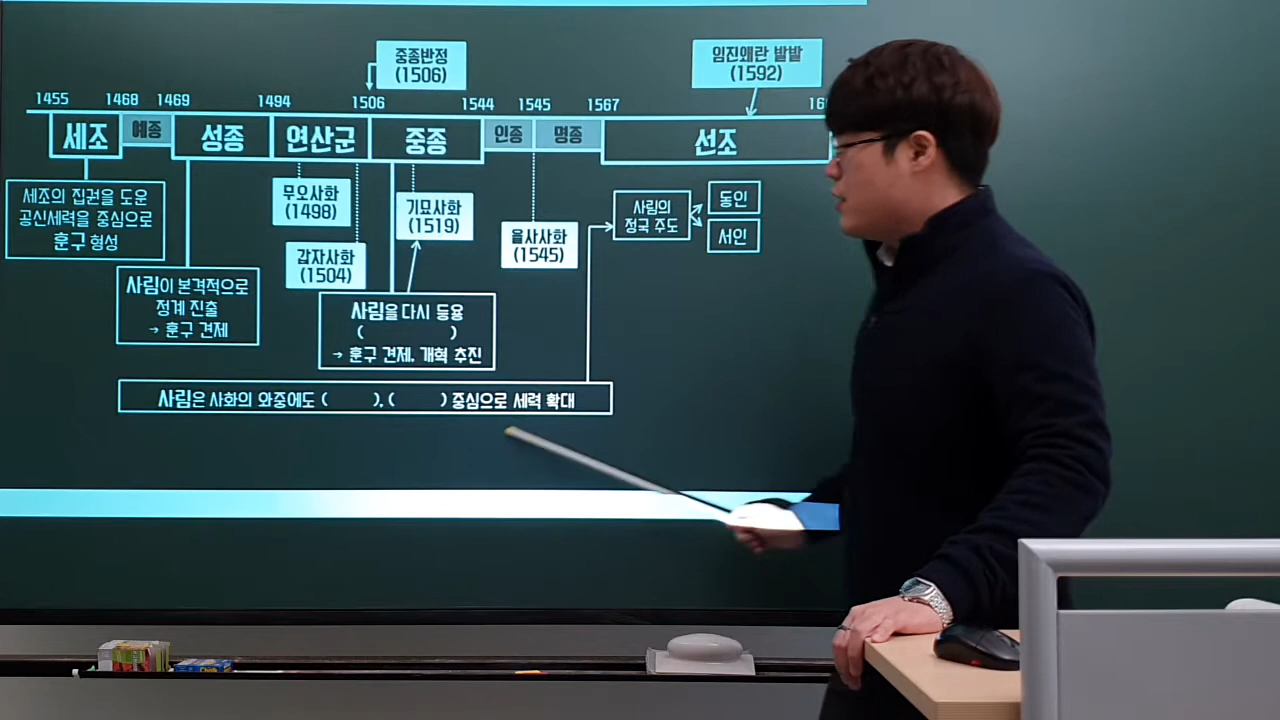 중종반정
(1506)
임진왜란 발발
(1592)
1455 1468 1469 1494 1506 1544 1545 1567
세조 예종 성종 연산군 중종 인종 명종 선조
세조의 집권을 도운
공신세력을 중심으로
훈구 형성
무오사화
(1498)
기묘사화
(1519)
사림의
정국 주도
동인
서인
을사사화
(1545)
갑자사화
(1504)
사림이 본격적으로
정계 진출
→ 훈구 견제
사림을 다시 등용
( )
→ 훈구 견제, 개혁 추진
사림은 사화의 와중에도 ( ), ( ) 중심으로 세력 확대